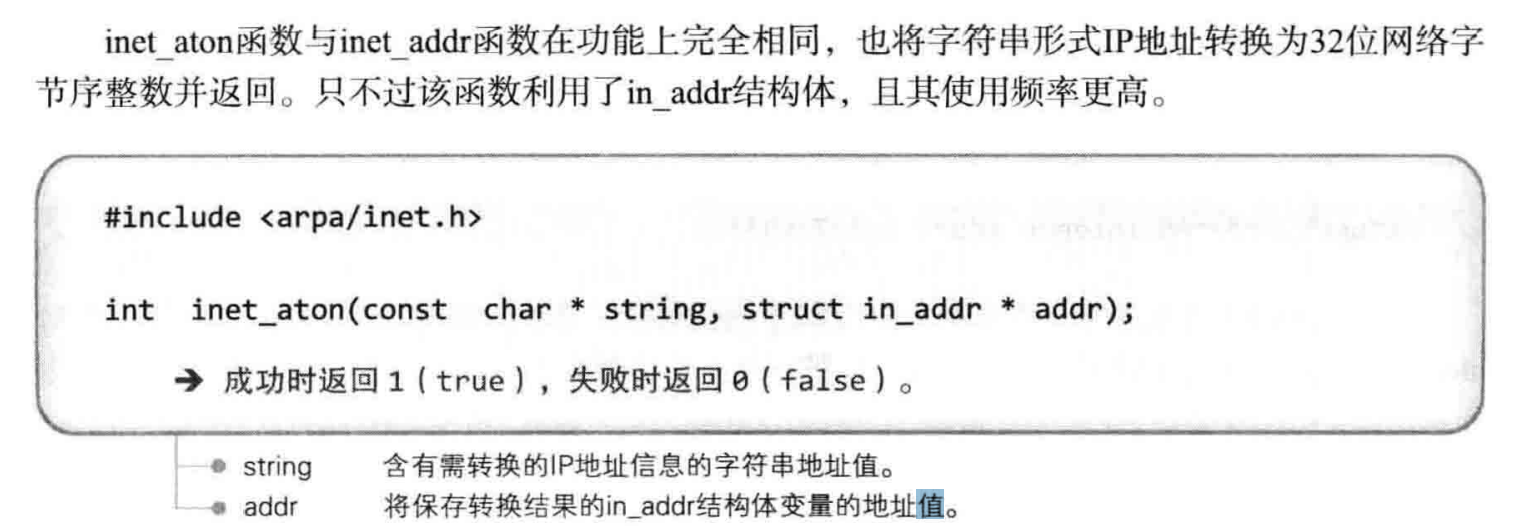 inet_aton函数与inet_addr函数在功能上完全相同，也将字符串形式IP地址转换为32位网络字
节序整数并返回。只不过该函数利用了in_addr结构体，且其使用频率更高。
#include <arpa/inet.h>
int inet_aton(const char * string, struct in_addr * addr);
➔ 成功时返回 1 ( true ) ，失败时返回 0 ( false ) 。
string 含有需转换的IP地址信息的字符串地址值。
addr 将保存转换结果的in_addr结构体变量的地址值。